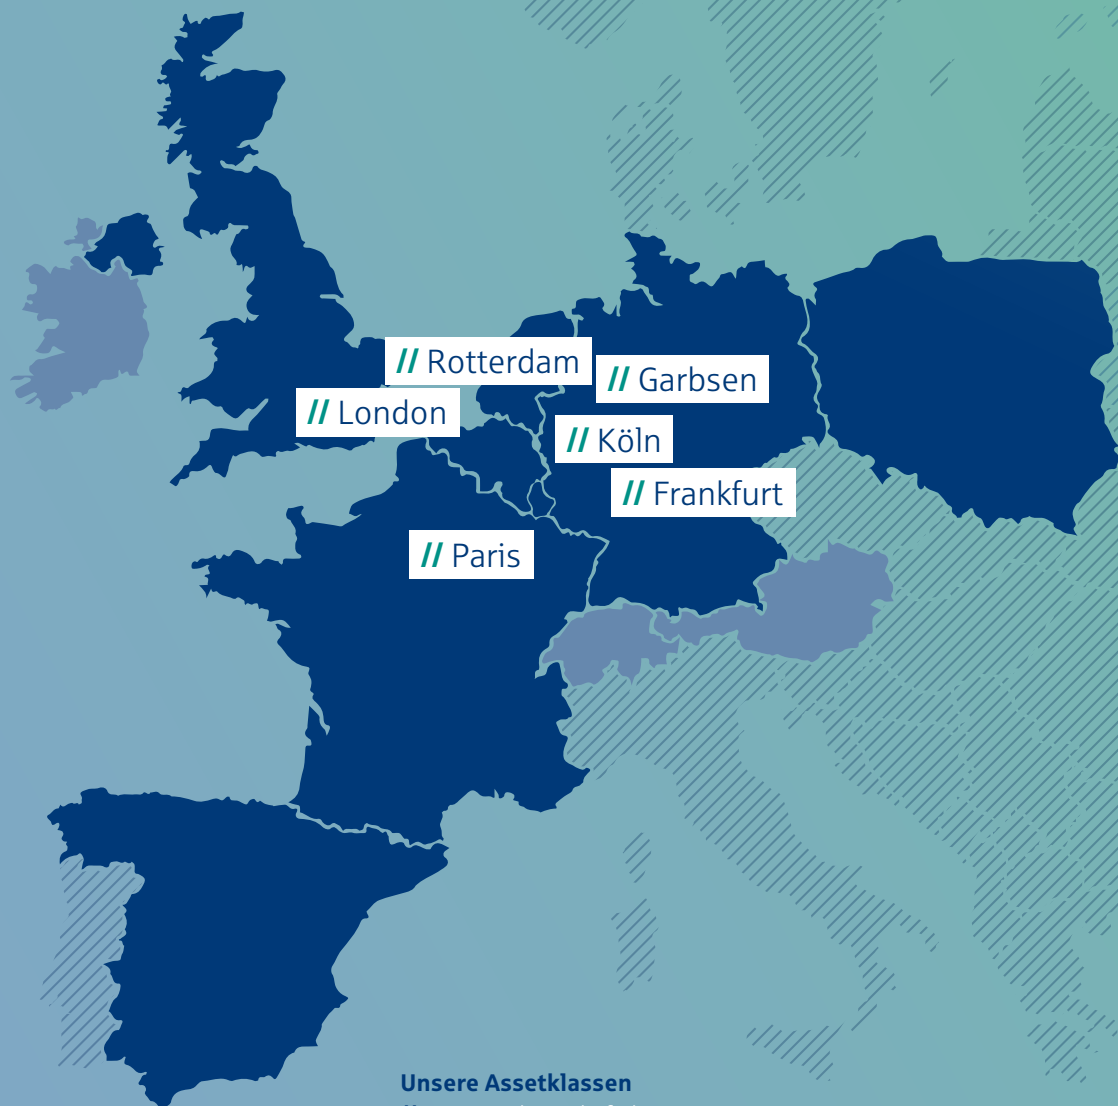 // Rotterdam
// Garbsen
// London
// Köln
// Frankfurt
// Paris
Unsere Assetklassen